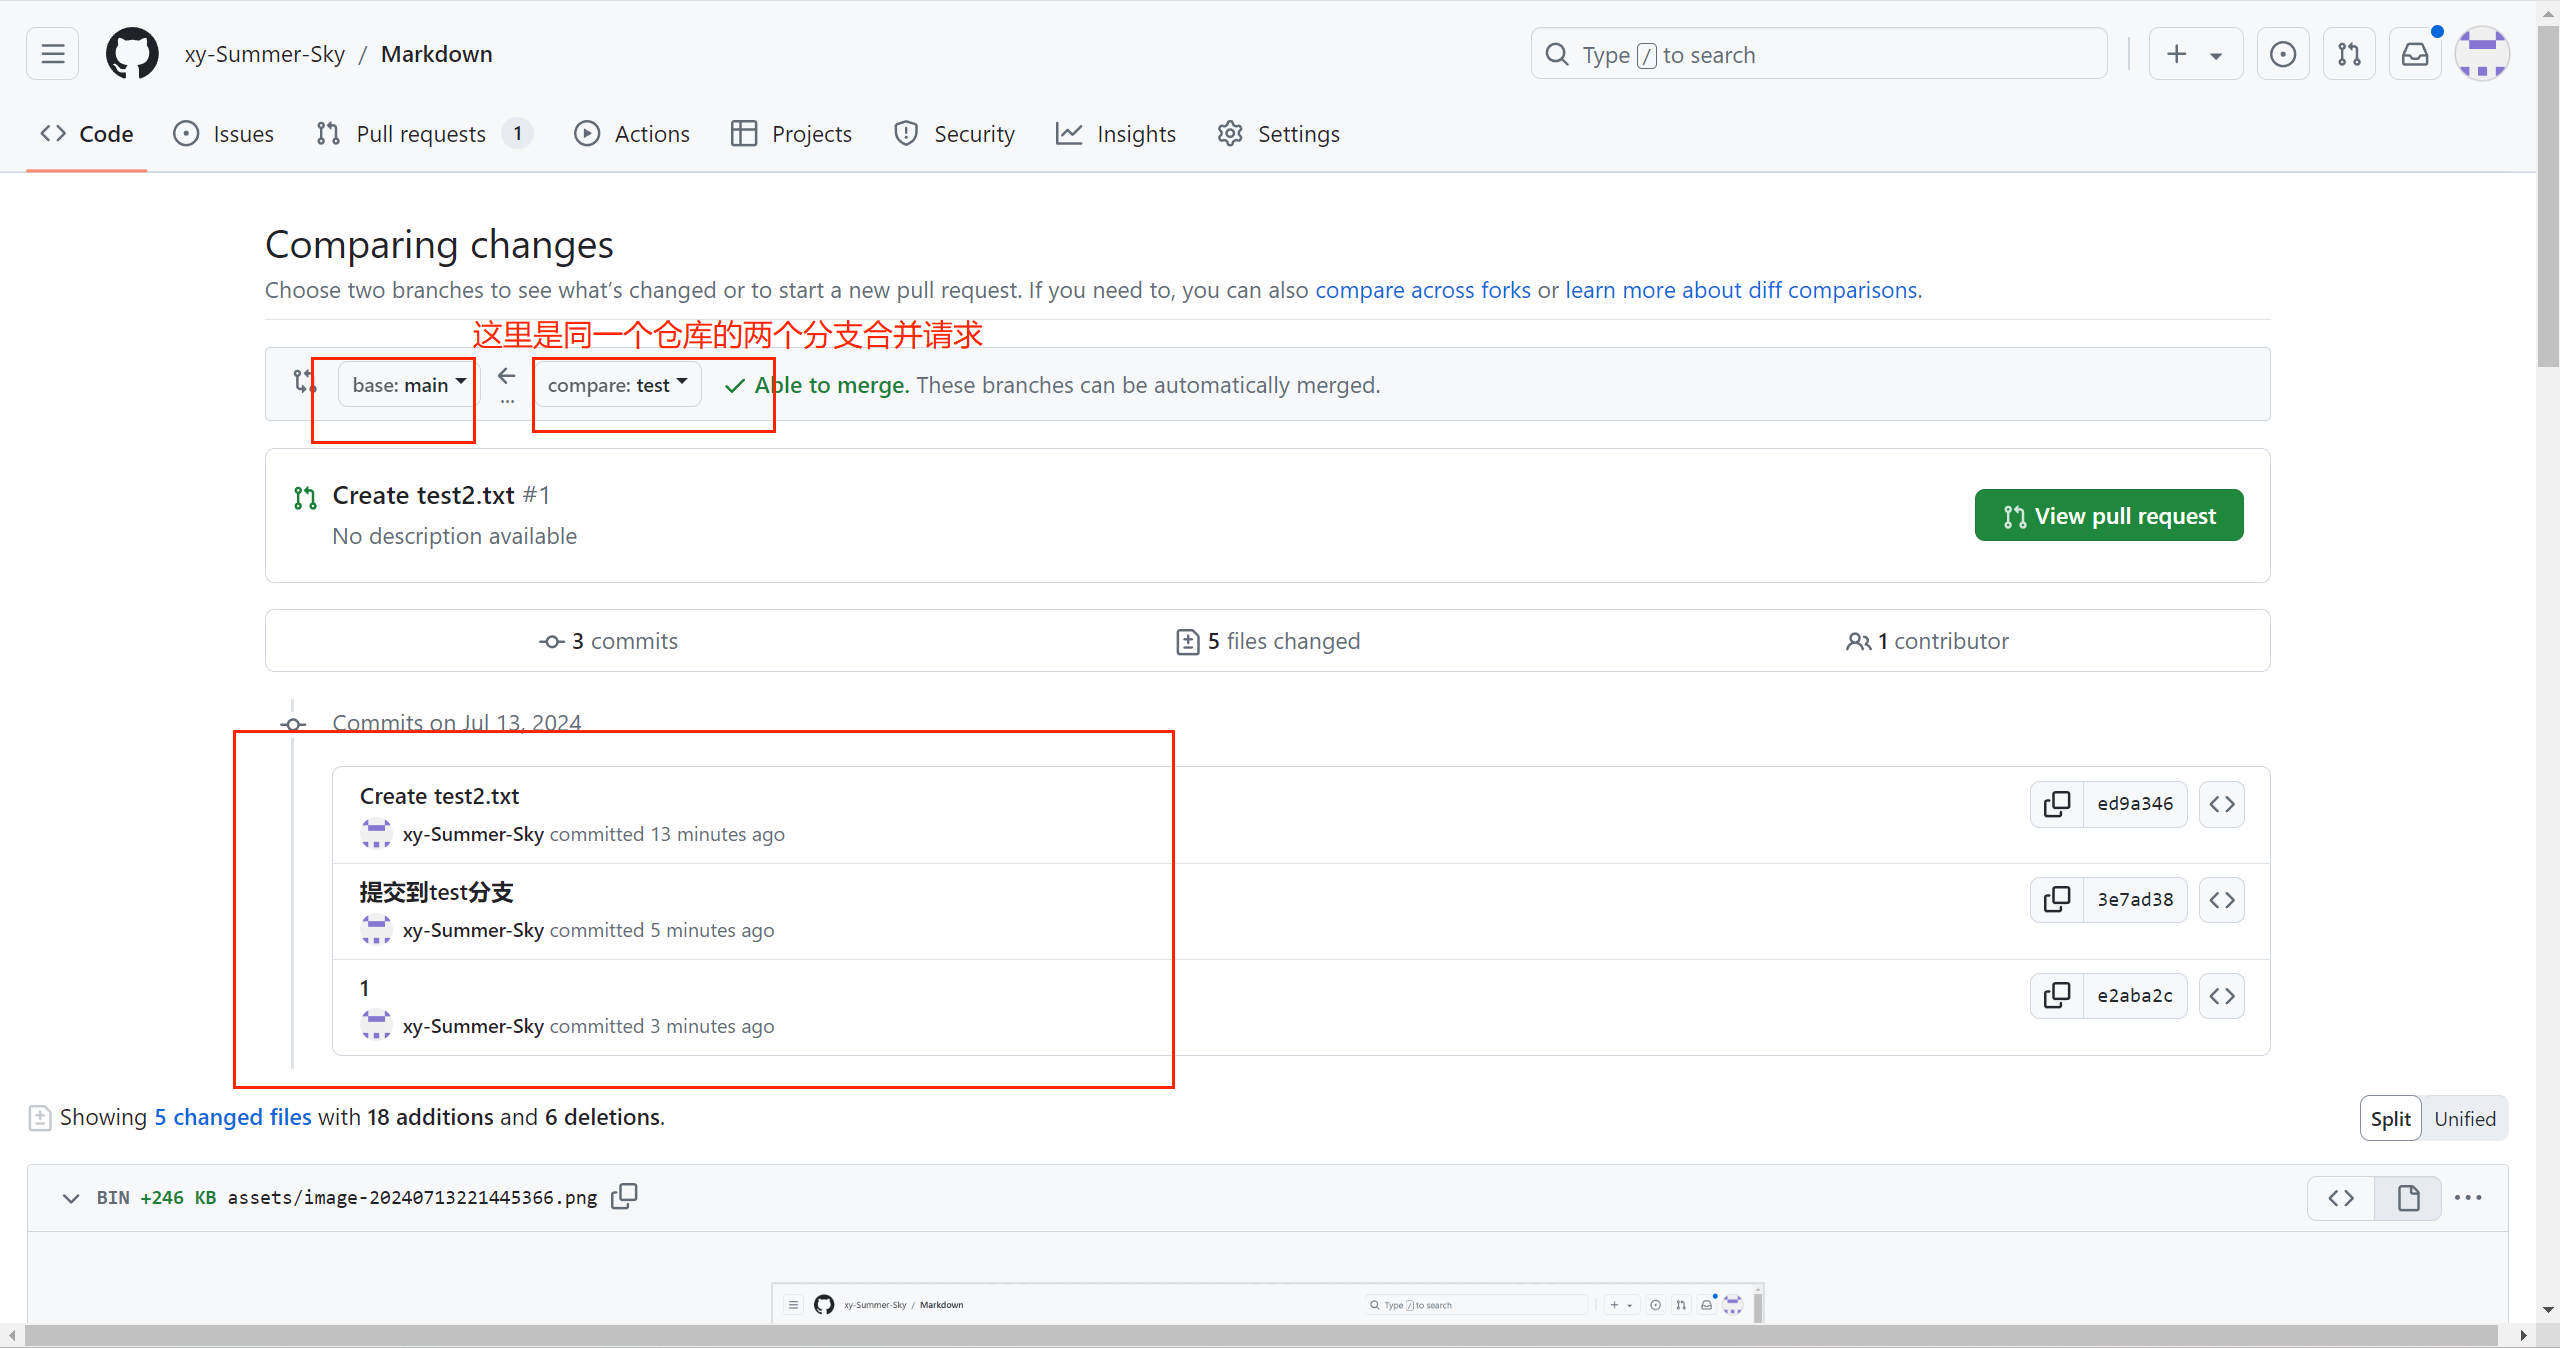 xy-Summer-Sky / Markdown
Type / to search
Code
Issues
Pull requests 1
Actions
Projects
Security
Insights
Settings
Comparing changes
Choose two branches to see what’s changed or to start a new pull request. If you need to, you can also compare across forks or learn more about diff comparisons.
这里是同一个仓库的两个分支合并请求
base: main
...
compare: test
Able to merge. These branches can be automatically merged.
Create test2.txt #1
No description available
View pull request
3 commits
5 files changed
1 contributor
Commits on Jul 13, 2024
Create test2.txt
xy-Summer-Sky committed 13 minutes ago
ed9a346
提交到test分支
xy-Summer-Sky committed 5 minutes ago
3e7ad38
1
xy-Summer-Sky committed 3 minutes ago
e2aba2c
Showing 5 changed files with 18 additions and 6 deletions.
Split
Unified
BIN +246 KB assets/image-20240713221445366.png
xy-Summer-Sky / Markdown
Type / to search